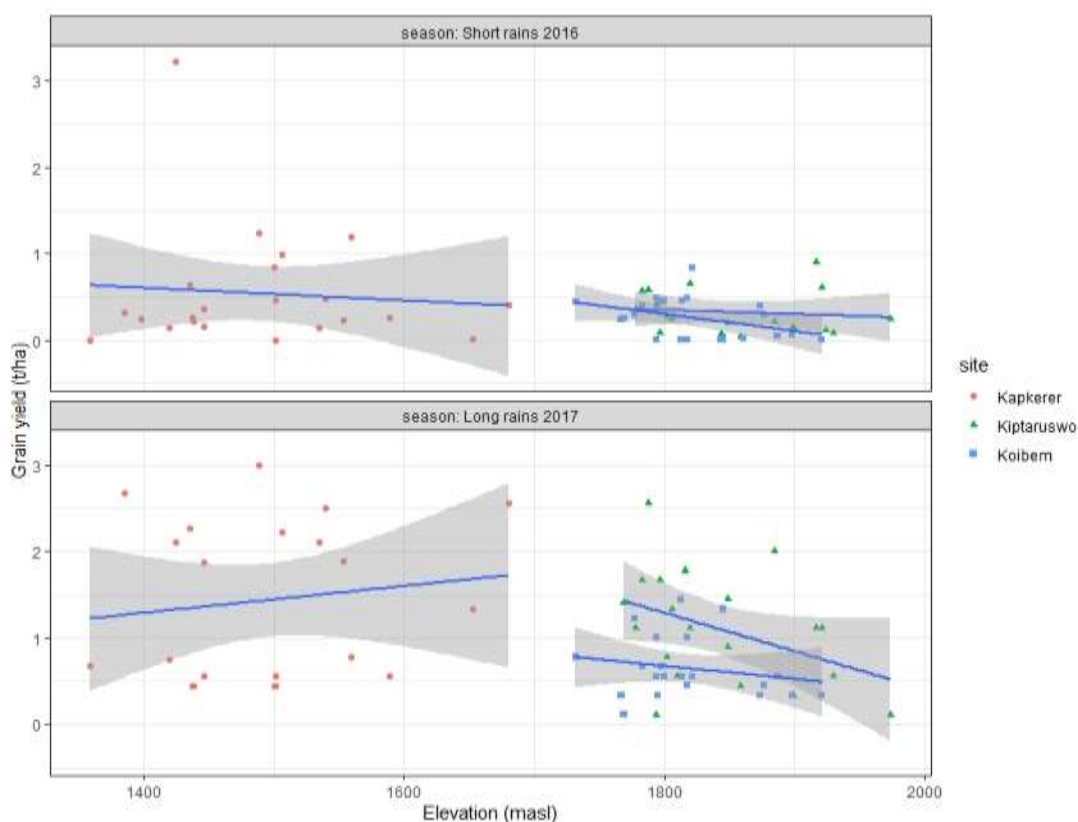 season: Short rains 2016
3
2
1
0
Grain yield (t/ha)
season: Long rains 2017
3
2
1
0
1400
1600
1800
2000
Elevation (masl)
site
Kapkerer
Kiptaruswo
Koibem